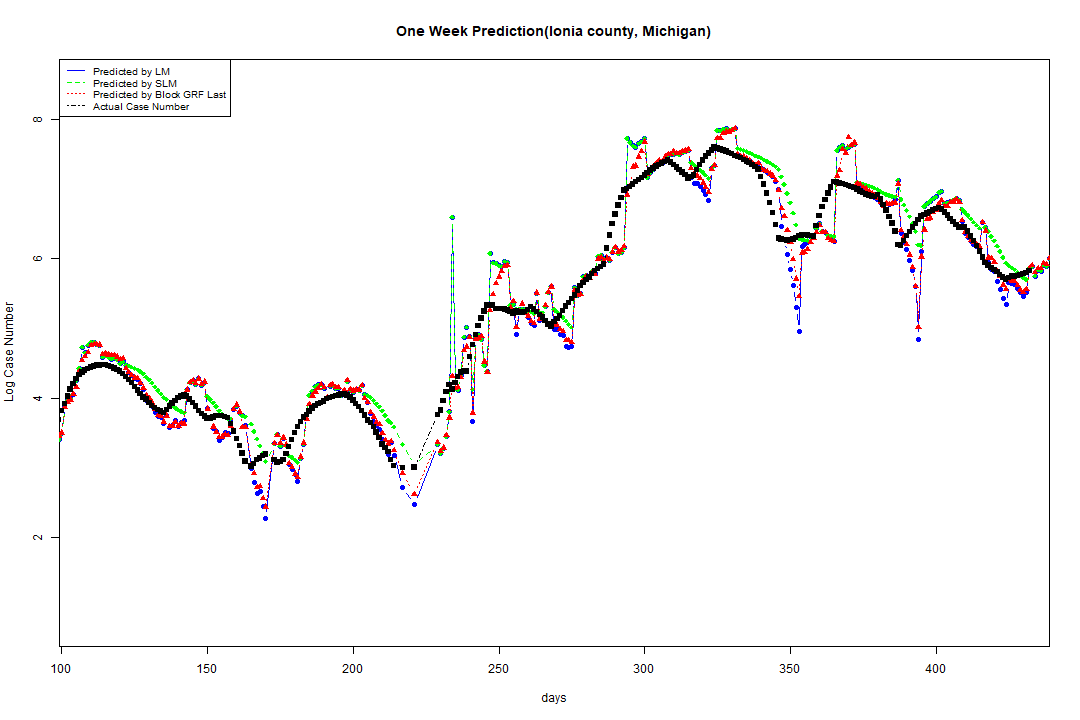 One Week Prediction(Ionia county, Michigan)
Predicted by LM
Predicted by SLM
Predicted by Block GRF Last
Actual Case Number
8
6
4
2
Log Case Number
100 150 200 250 300 350 400
days